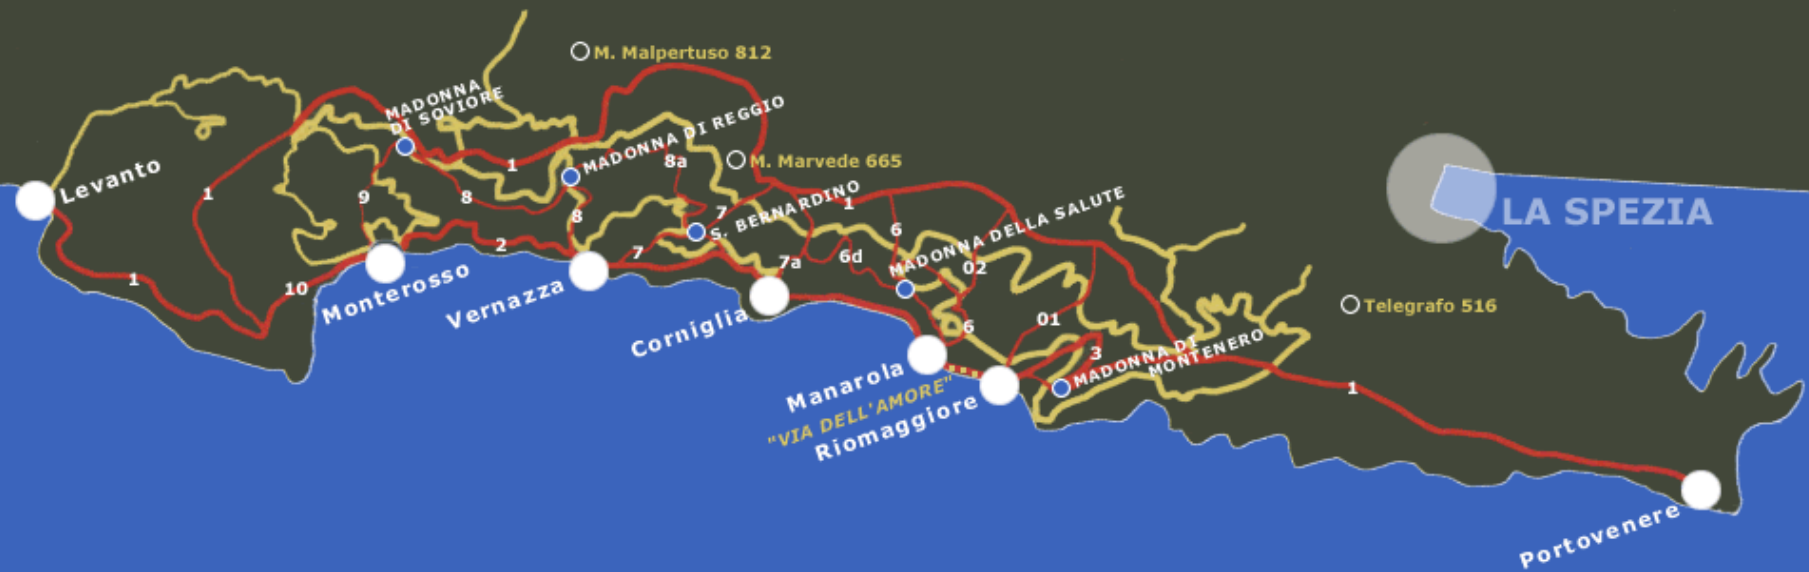 M. Malpertuso 812
MADONNA
DI SOVIORE
MADONNA DI REGGIO
Levanto
1
1
8a
M. Marvede 665
9
8
8
7
S. BERNARDINO
1
6
MADONNA DELLA SALUTE
LA SPEZIA
2
7
7a
6d
02
1
10
Monterosso
Vernazza
Corniglia
01
6
3
Telegrafo 516
MADONNA DI
MONTENERO
Manarola
"VIA DELL'AMORE"
Riomaggiore
1
Portovenere